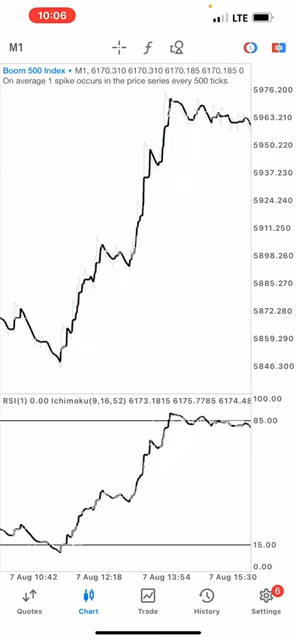 10:06
LTE
M1
f
Boom 500 Index • M1, 6170.310 6170.310 6170.185 6170.185 0
On average 1 spike occurs in the price series every 500 ticks
5976.200
5963.210
5950.220
5937.230
5924.240
5911.250
5898.260
5885.270
5872.280
5859.290
5846.300
RSI(1) 0.00 Ichimoku(9,16,52) 6173.1815 6175.7785 6174.48
100.00
85.00
15.00
0.00
7 Aug 10:42 7 Aug 12:18 7 Aug 13:54 7 Aug 15:30
6
Quotes Chart Trade History Settings